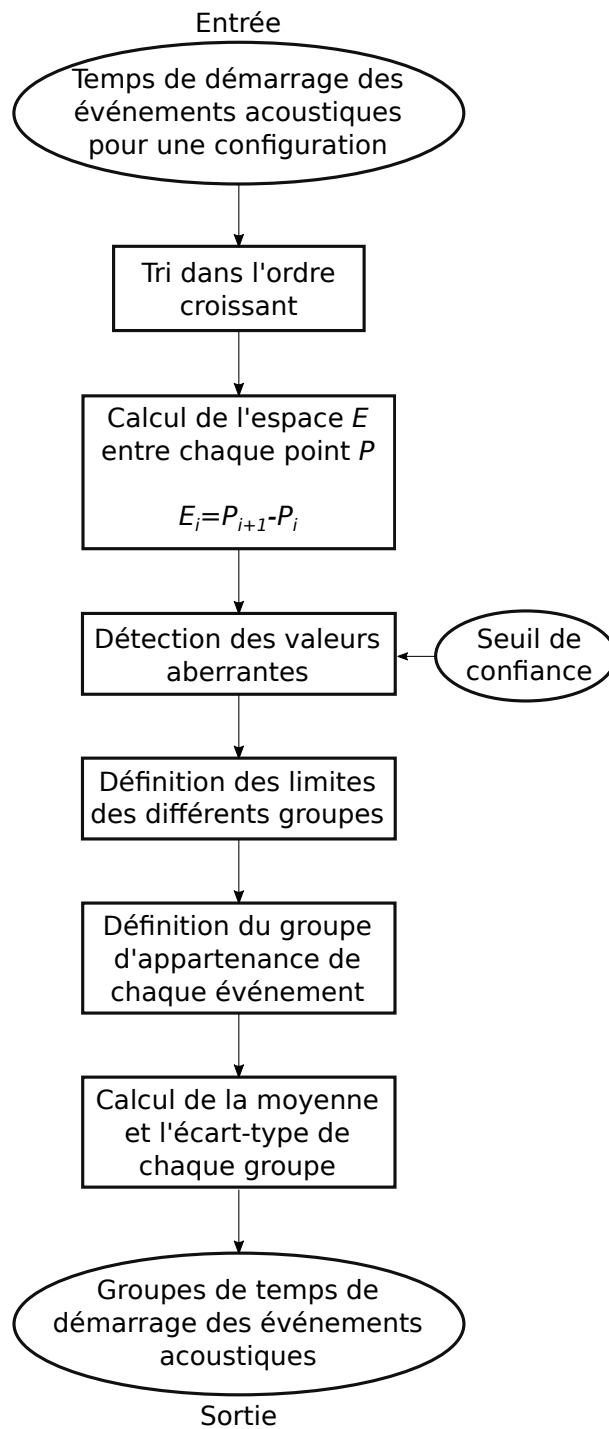 Entrée
Temps de démarrage des
événements acoustiques
pour une configuration
Tri dans l'ordre
croissant
Calcul de l'espace E
entre chaque point P
E_i=P_{i+1}-P_i
Détection des valeurs
aberrantes
Seuil de
confiance
Définition des limites
des différents groupes
Définition du groupe
d'appartenance de
chaque événement
Calcul de la moyenne
et l'écart-type de
chaque groupe
Groupes de temps de
démarrage des événements
acoustiques
Sortie